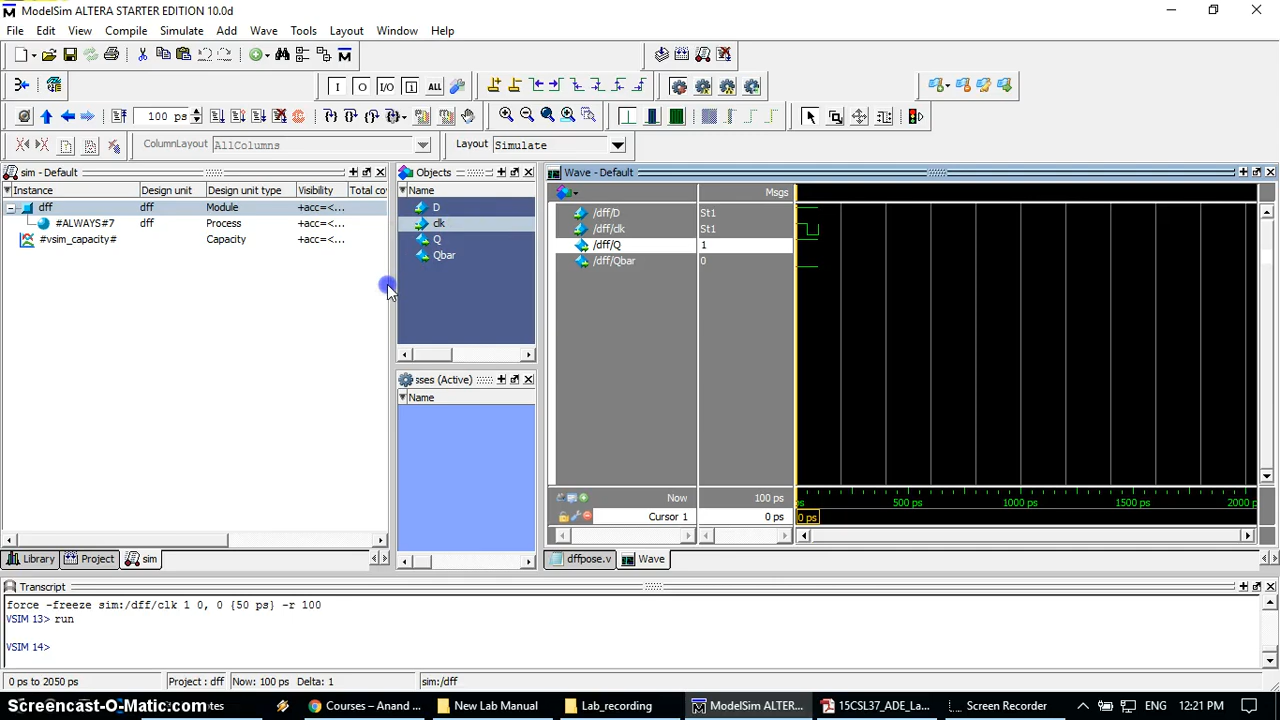 ModelSim ALTERA STARTER EDITION 10.0d
File Edit View Compile Simulate Add Wave Tools Layout Window Help
I O I/O ALL
100 ps
ColumnLayout AllColumns Layout Simulate
sim - Default
Instance Design unit Design unit type Visibility Total co
dff dff Module +acc=<...
#ALWAYS#7 dff Process +acc=<...
#vsim_capacity# Capacity +acc=<...
Library Project sim
Objects
Name
D
clk
Q
Qbar
sses (Active)
Name
Wave - Default
Msgs
/dff/D St1
/dff/clk St1
/dff/Q 1
/dff/Qbar 0
Now 100 ps
Cursor 1 0 ps
ps 500 ps 1000 ps 1500 ps 2000 ps
0 ps
dffpose.v Wave
Transcript
force -freeze sim:/dff/clk 1 0, 0 {50 ps} -r 100
VSIM 13> run
VSIM 14>
0 ps to 2050 ps Project : dff Now: 100 ps Delta: 1 sim:/dff
Screencast-O-Matic.com
Courses – Anand ... New Lab Manual Lab_recording ModelSim ALTER... 15CSL37_ADE_La... Screen Recorder ENG 12:21 PM